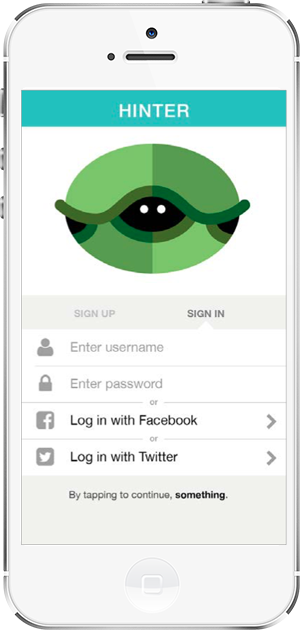 HINTER
SIGN UP SIGN IN
Enter username
Enter password
or
Log in with Facebook
or
Log in with Twitter
By tapping to continue, something.